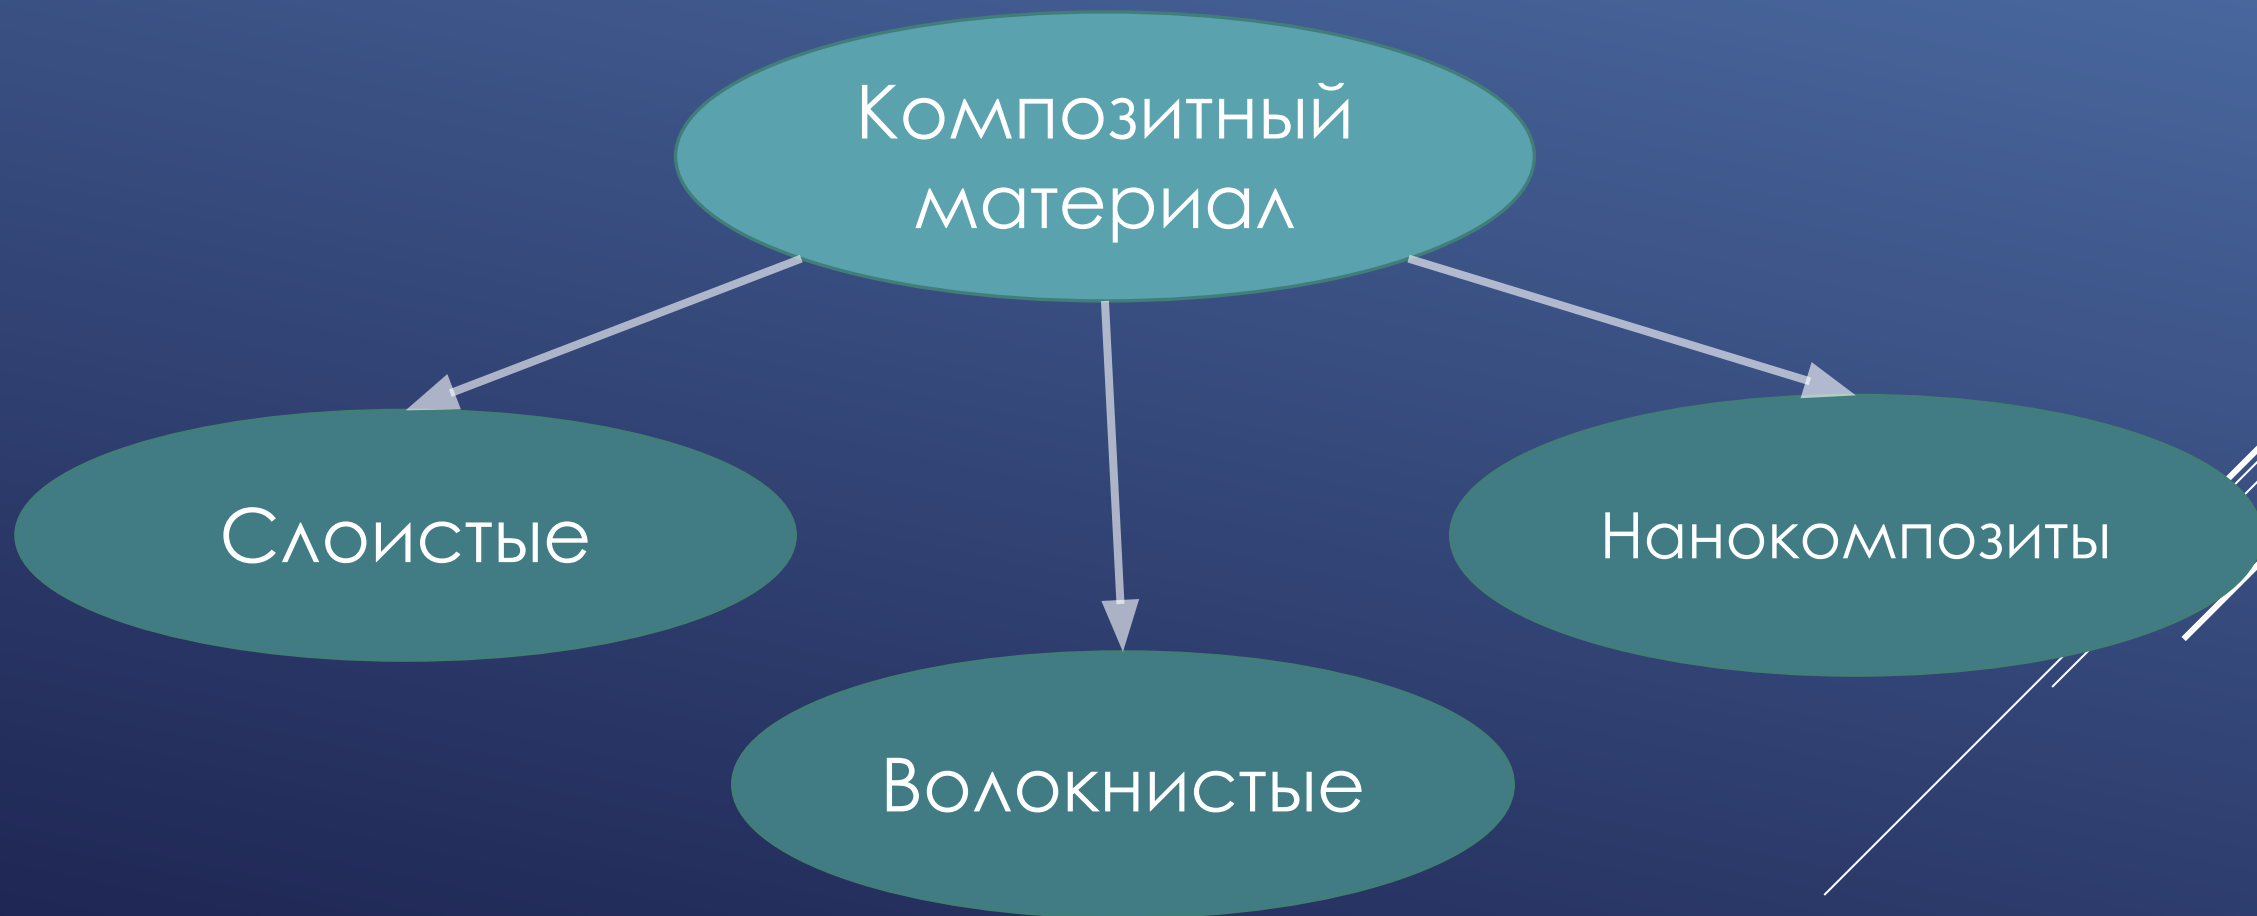 Композитный
материал
Слоистые
Нанокомпозиты
Волокнистые